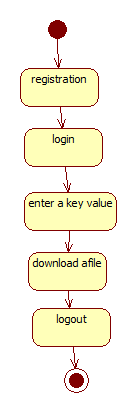 registration
login
enter a key value
download afile
logout